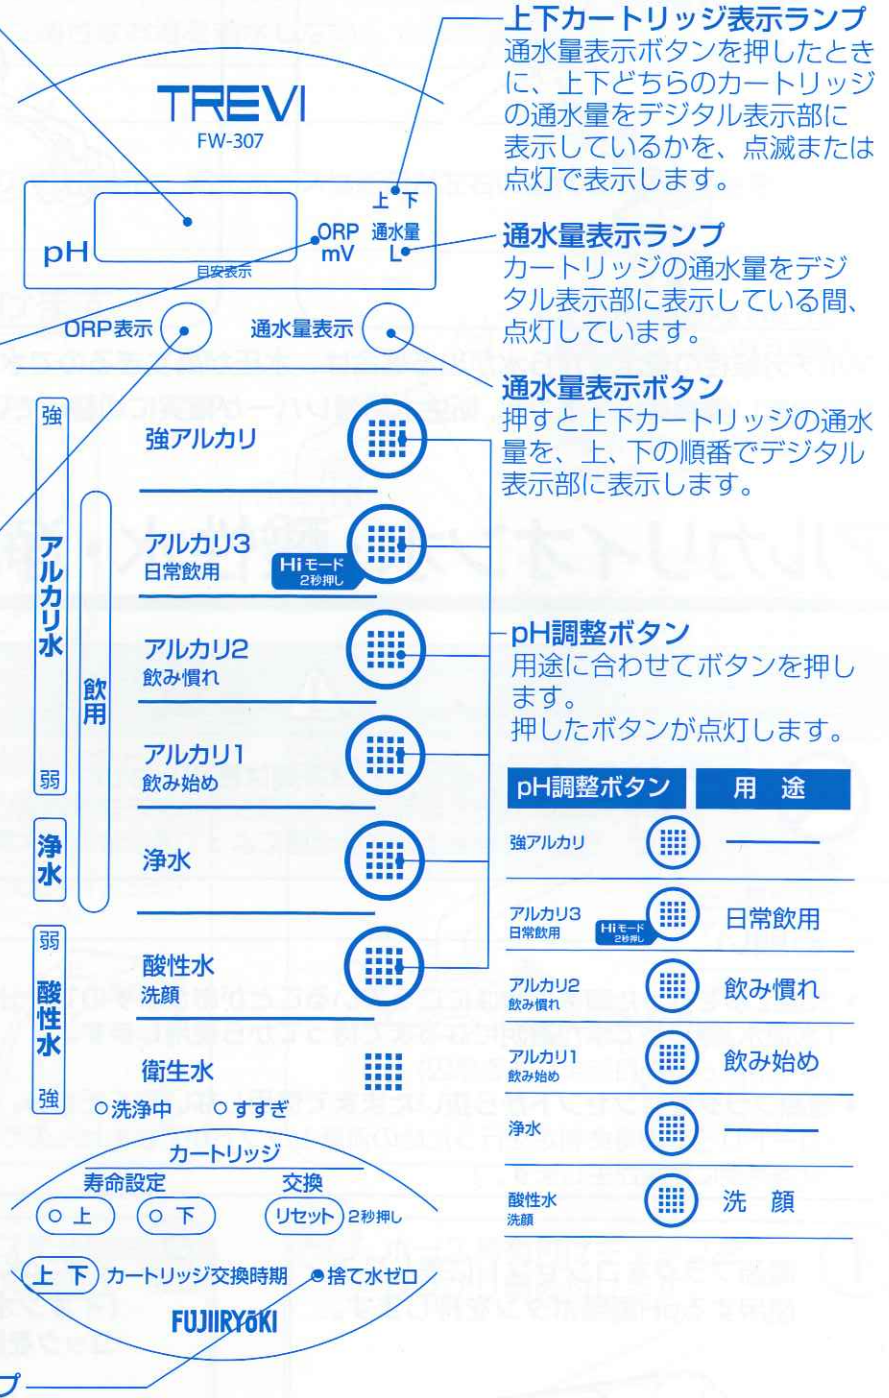 TREVI
FW-307
pH
目安表示
上 下
ORP 通水量
mV L
ORP表示
通水量表示
強
アルカリ水
弱
浄水
弱
酸性水
強
飲用
強アルカリ
アルカリ3
日常飲用
Hiモード
2秒押し
アルカリ2
飲み慣れ
アルカリ1
飲み始め
浄水
酸性水
洗顔
衛生水
○洗浄中 ○すすぎ
カートリッジ
寿命設定 交換
○ 上 ○ 下 リセット 2秒押し
上 下 カートリッジ交換時期 ●捨て水ゼロ
FUJIIRYōKI
プ
上下カートリッジ表示ランプ
通水量表示ボタンを押したとき
に、上下どちらのカートリッジ
の通水量をデジタル表示部に
表示しているかを、点滅または
点灯で表示します。
通水量表示ランプ
カートリッジの通水量をデジ
タル表示部に表示している間、
点灯しています。
通水量表示ボタン
押すと上下カートリッジの通水
量を、上、下の順番でデジタル
表示部に表示します。
pH調整ボタン
用途に合わせてボタンを押し
ます。
押したボタンが点灯します。
pH調整ボタン 用 途
強アルカリ
アルカリ3
日常飲用
Hiモード
2秒押し
日常飲用
アルカリ2
飲み慣れ
飲み慣れ
アルカリ1
飲み始め
飲み始め
浄水
酸性水
洗顔
洗 顔